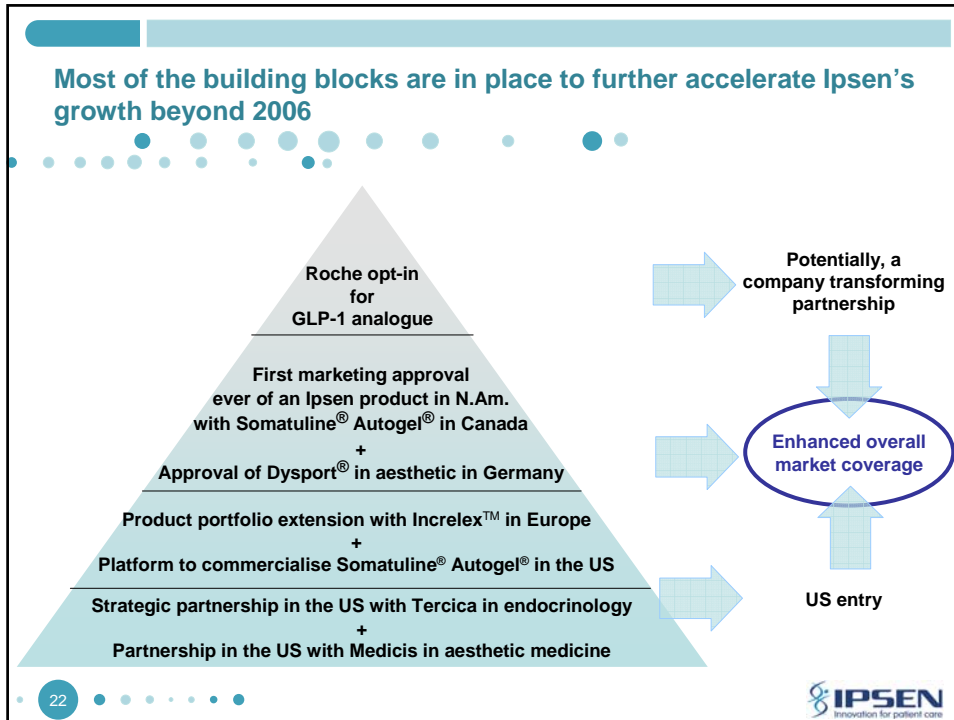 Most of the building blocks are in place to further accelerate Ipsen's
growth beyond 2006
Roche opt-in
for
GLP-1 analogue
First marketing approval
ever of an Ipsen product in N.Am.
with Somatuline® Autogel® in Canada
+
Approval of Dysport® in aesthetic in Germany
Product portfolio extension with Increlex™ in Europe
+
Platform to commercialise Somatuline® Autogel® in the US
Strategic partnership in the US with Tercica in endocrinology
+
Partnership in the US with Medicis in aesthetic medicine
Potentially, a
company transforming
partnership
Enhanced overall
market coverage
US entry
22
IPSEN
Innovation for patient care